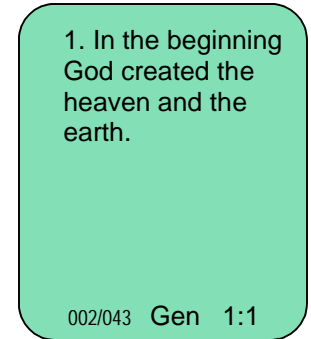 1. In the beginning
God created the
heaven and the
earth.
002/043 Gen 1:1